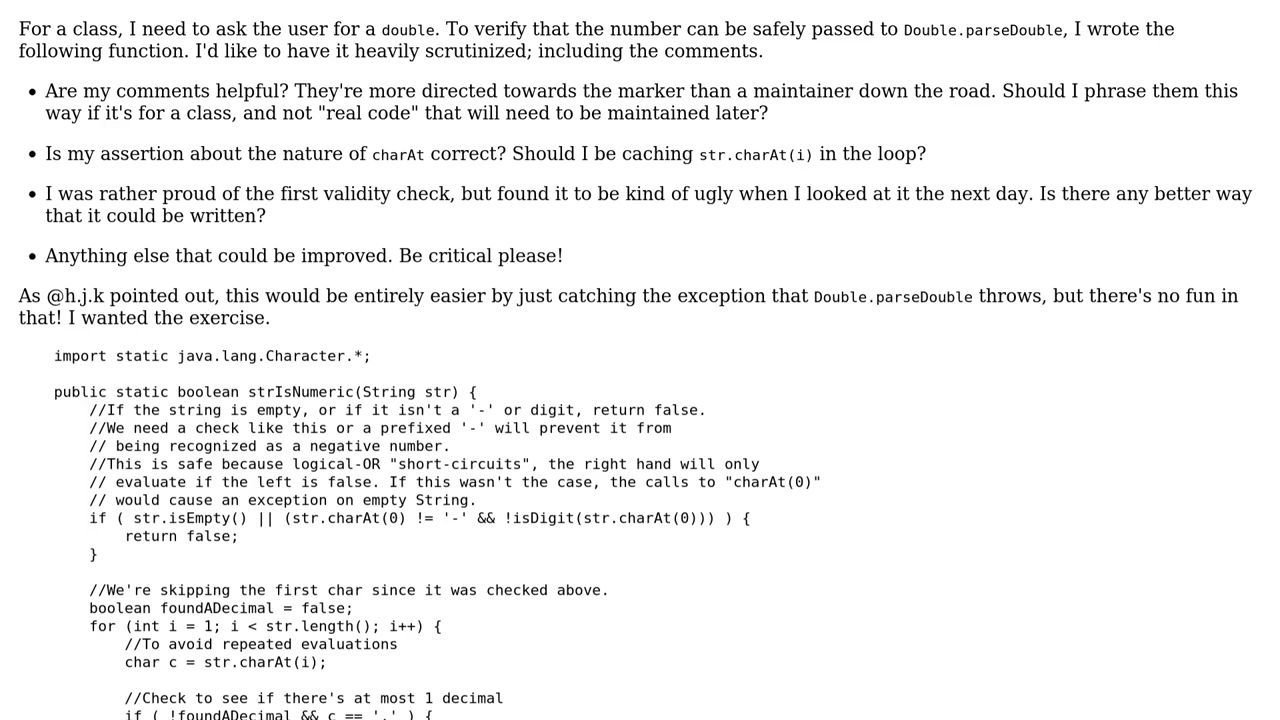 For a class, I need to ask the user for a double. To verify that the number can be safely passed to Double.parseDouble, I wrote the
following function. I'd like to have it heavily scrutinized; including the comments.
• Are my comments helpful? They're more directed towards the marker than a maintainer down the road. Should I phrase them this
way if it's for a class, and not "real code" that will need to be maintained later?
• Is my assertion about the nature of charAt correct? Should I be caching str.charAt(i) in the loop?
• I was rather proud of the first validity check, but found it to be kind of ugly when I looked at it the next day. Is there any better way
that it could be written?
• Anything else that could be improved. Be critical please!
As @h.j.k pointed out, this would be entirely easier by just catching the exception that Double.parseDouble throws, but there's no fun in
that! I wanted the exercise.
import static java.lang.Character.*;
public static boolean strIsNumeric(String str) {
//If the string is empty, or if it isn't a '-' or digit, return false.
//We need a check like this or a prefixed '-' will prevent it from
// being recognized as a negative number.
//This is safe because logical-OR "short-circuits", the right hand will only
// evaluate if the left is false. If this wasn't the case, the calls to "charAt(0)"
// would cause an exception on empty String.
if ( str.isEmpty() || (str.charAt(0) != '-' && !isDigit(str.charAt(0))) ) {
return false;
}
//We're skipping the first char since it was checked above.
boolean foundADecimal = false;
for (int i = 1; i < str.length(); i++) {
//To avoid repeated evaluations
char c = str.charAt(i);
//Check to see if there's at most 1 decimal
if ( !foundADecimal && c == '.' ) {